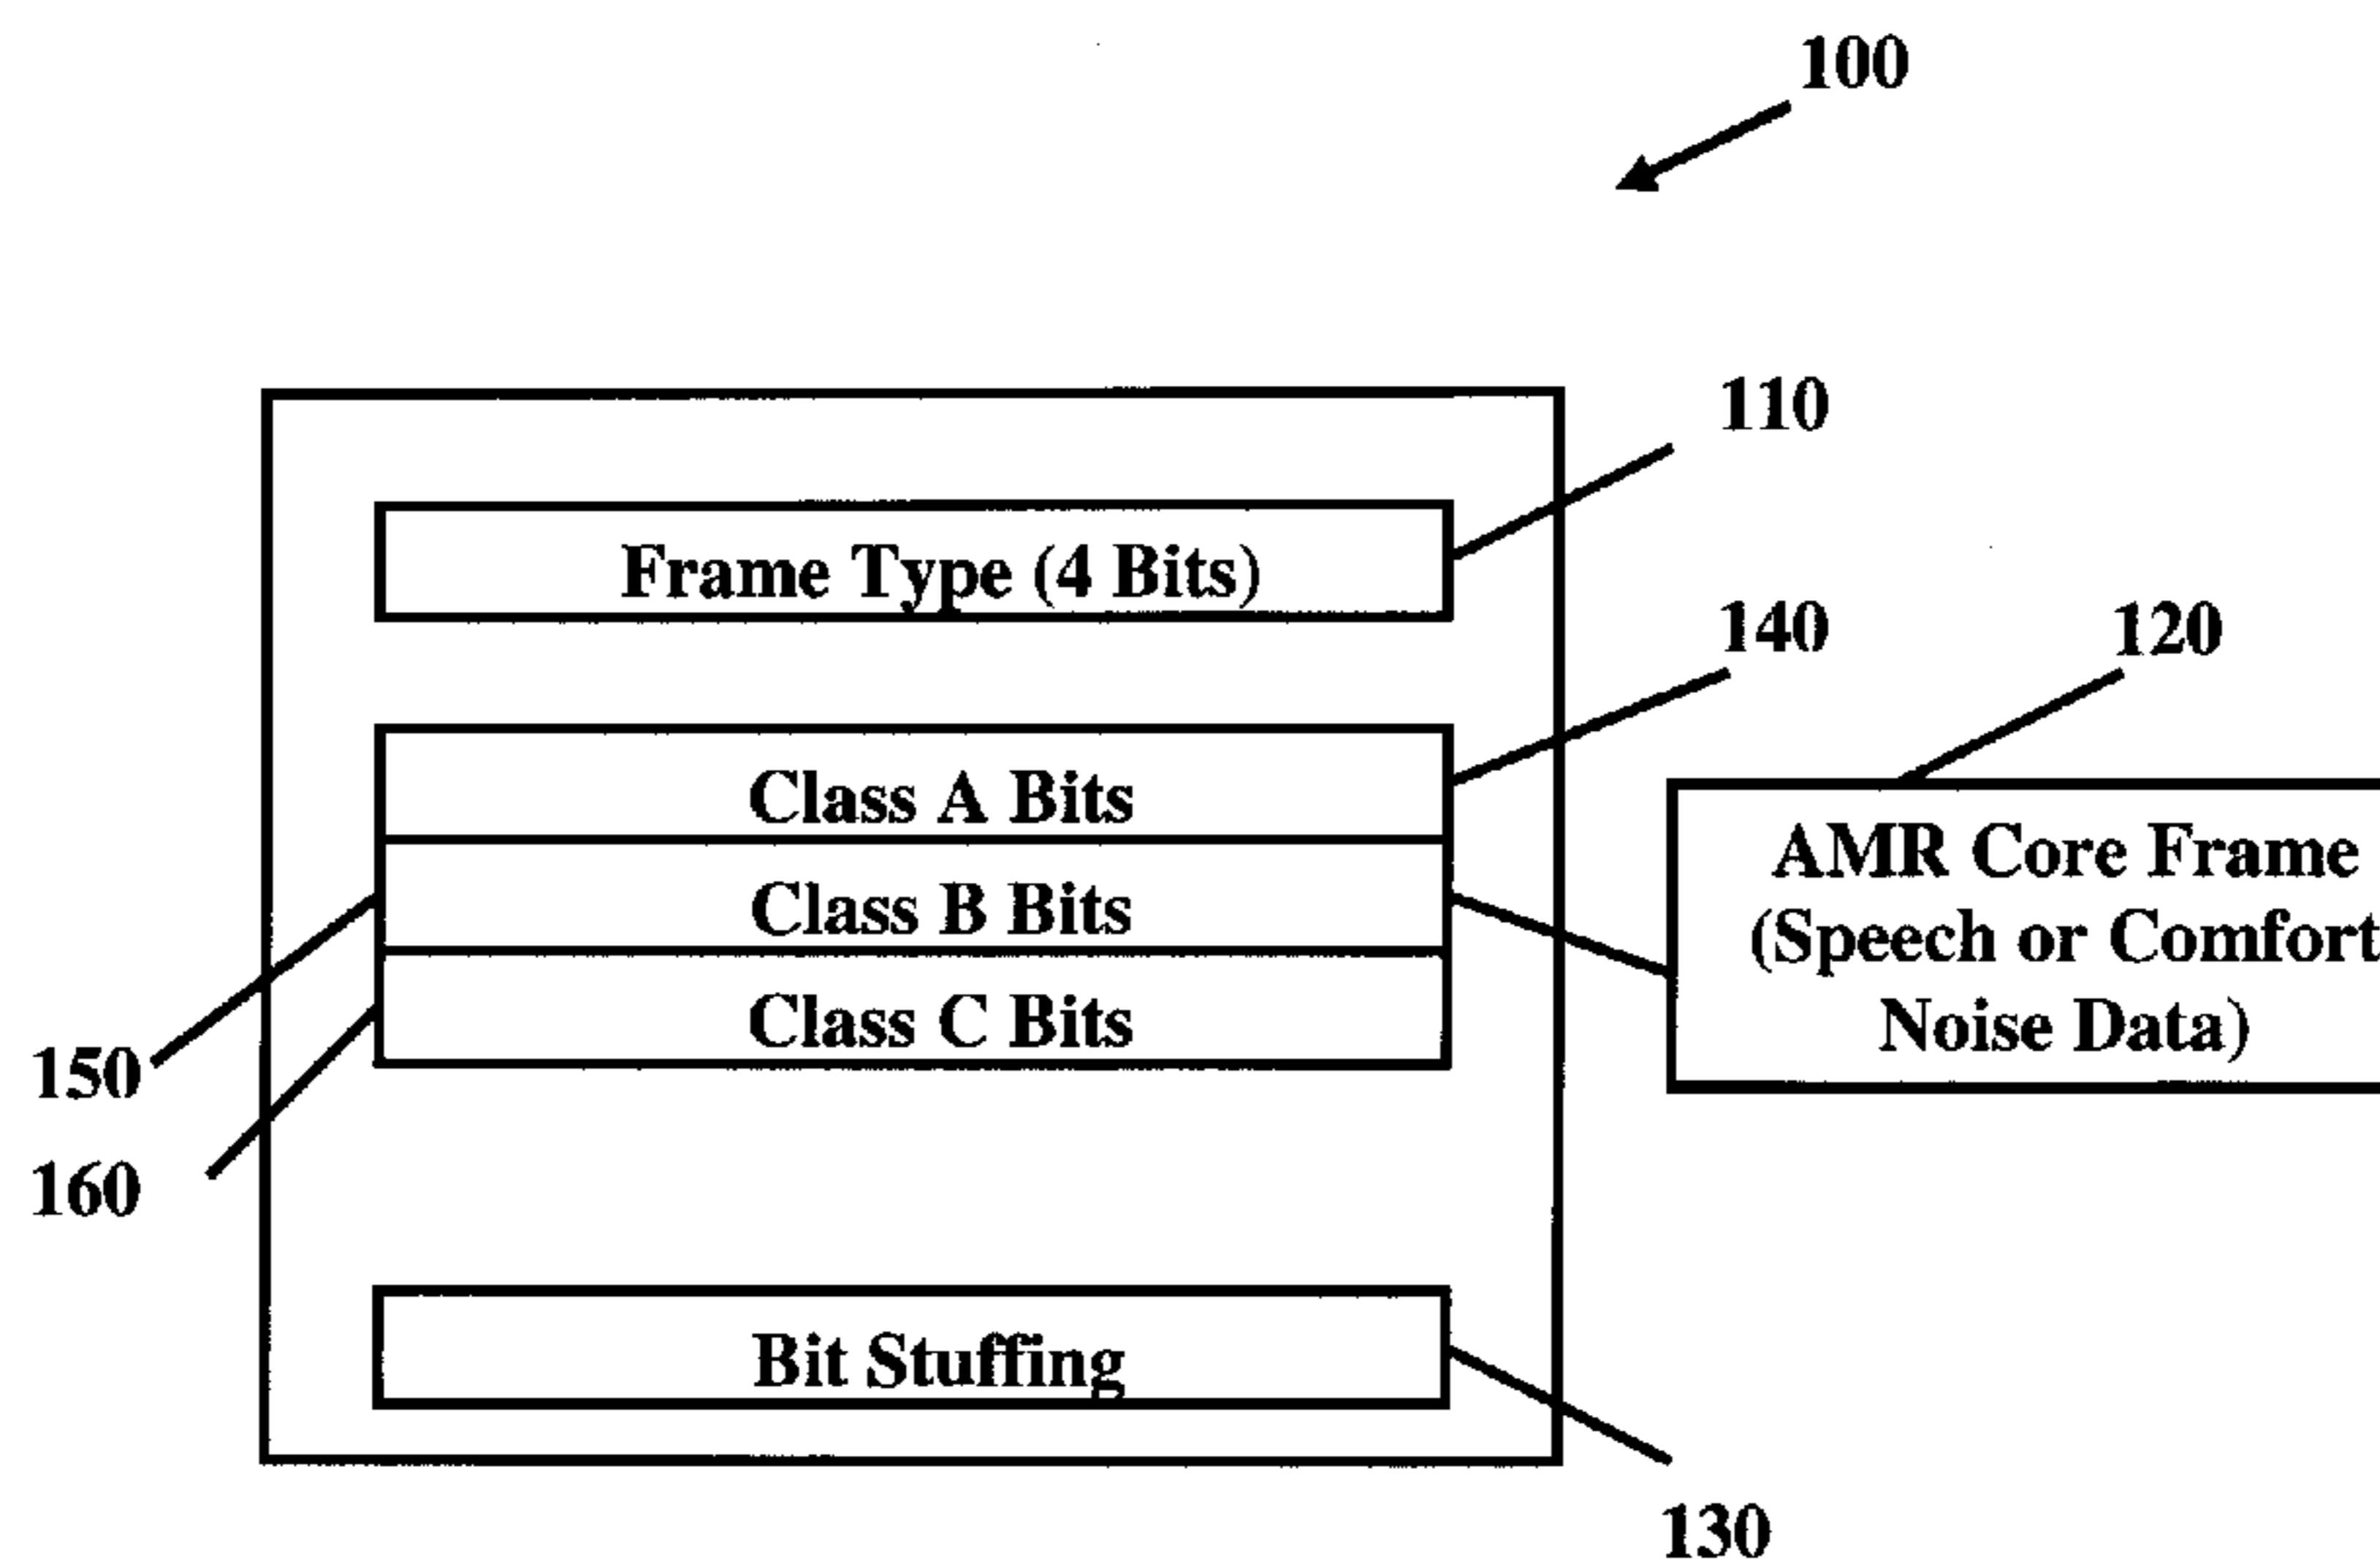 100
110
Frame Type (4 Bits)
140
120
Class A Bits
AMR Core Frame
Class B Bits
(Speech or Comfort
Class C Bits
Noise Data)
150
160
Bit Stuffing
130